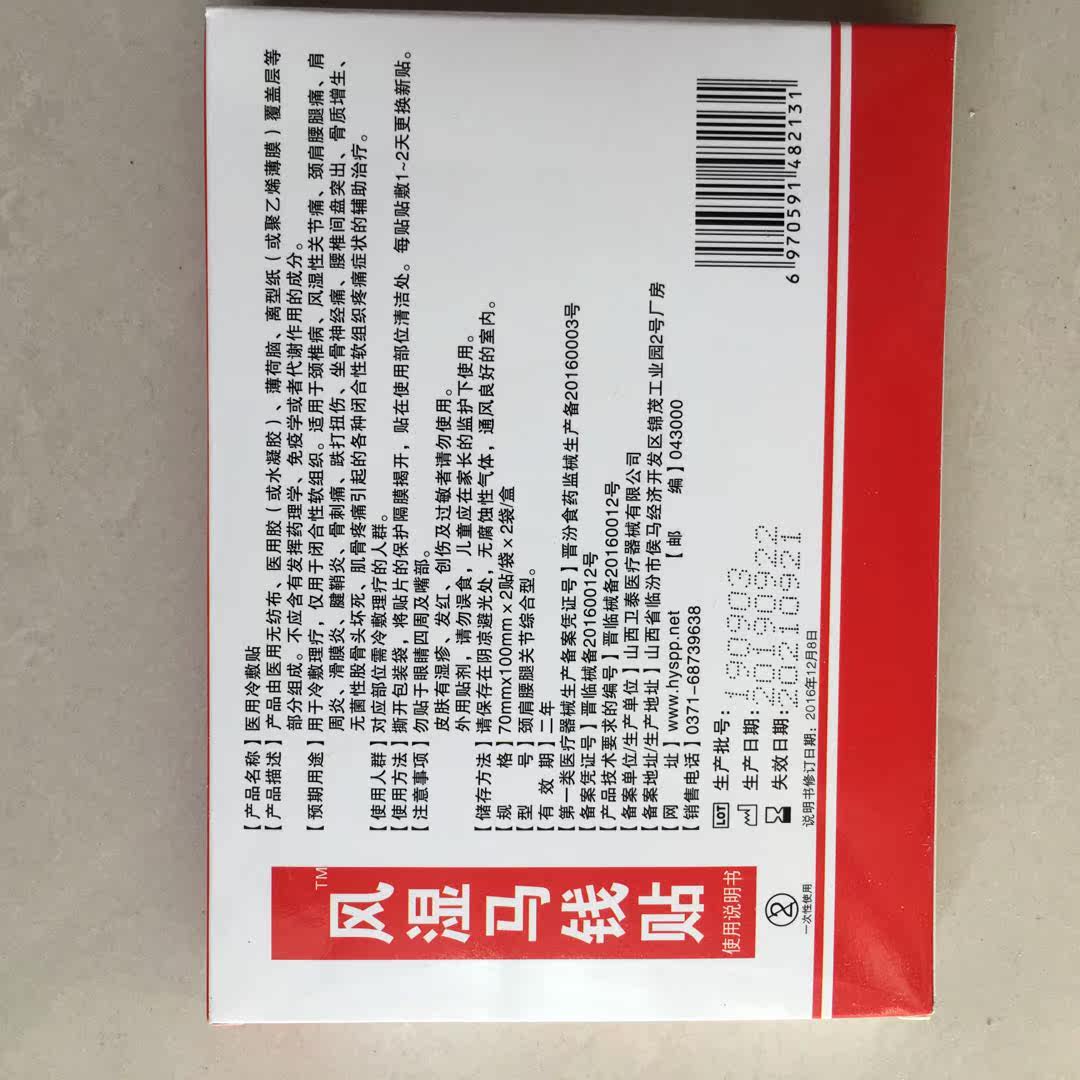 风湿马钱贴™
使用说明书
一次性使用
【产品名称】医用冷敷贴
【产品描述】产品由医用无纺布、医用胶（或水凝胶）、薄荷脑、离型纸（或聚乙烯薄膜）覆盖层等
部分组成。不应含有发挥药理学、免疫学或者代谢作用的成分。
【预期用途】用于冷敷理疗，仅用于闭合性软组织。适用于颈椎病、风湿性关节痛、颈肩腰腿痛、肩
周炎、滑膜炎、腱鞘炎、骨刺痛、跌打扭伤、坐骨神经痛、腰椎间盘突出、骨质增生、
无菌性股骨头坏死、肌骨疼痛引起的各种闭合性软组织疼痛症状的辅助治疗。
【使用人群】对应部位需冷敷理疗的人群。
【使用方法】撕开包装袋，将贴片的保护隔膜揭开，贴在使用部位清洁处。每贴贴敷1~2天更换新贴。
【注意事项】勿贴于眼睛四周及嘴部。
皮肤有湿疹、发红、创伤及过敏者请勿使用。
外用贴剂，请勿误食，儿童应在家长的监护下使用。
【储存方法】请保存在阴凉避光处，无腐蚀性气体，通风良好的室内。
【规 格】70mm×100mm×2贴/袋×2袋/盒
【型 号】颈肩腰腿关节综合型。
【有 效 期】二年
【第一类医疗器械生产备案凭证号】晋汾食药监械生产备20160003号
【备案凭证号】晋临械备20160012号
【产品技术要求的编号】晋临械备20160012号
【备案单位/生产单位】山西卫泰医疗器械有限公司
【备案地址/生产地址】山西省临汾市侯马经济开发区锦茂工业园2号厂房
【网 址】www.hyspp.net 【邮 编】043000
【销售电话】0371-68739638
LOT 生产批号：199903
生产日期：20190922
失效日期：20210921
说明书修订日期：2016年12月8日
6970591482131